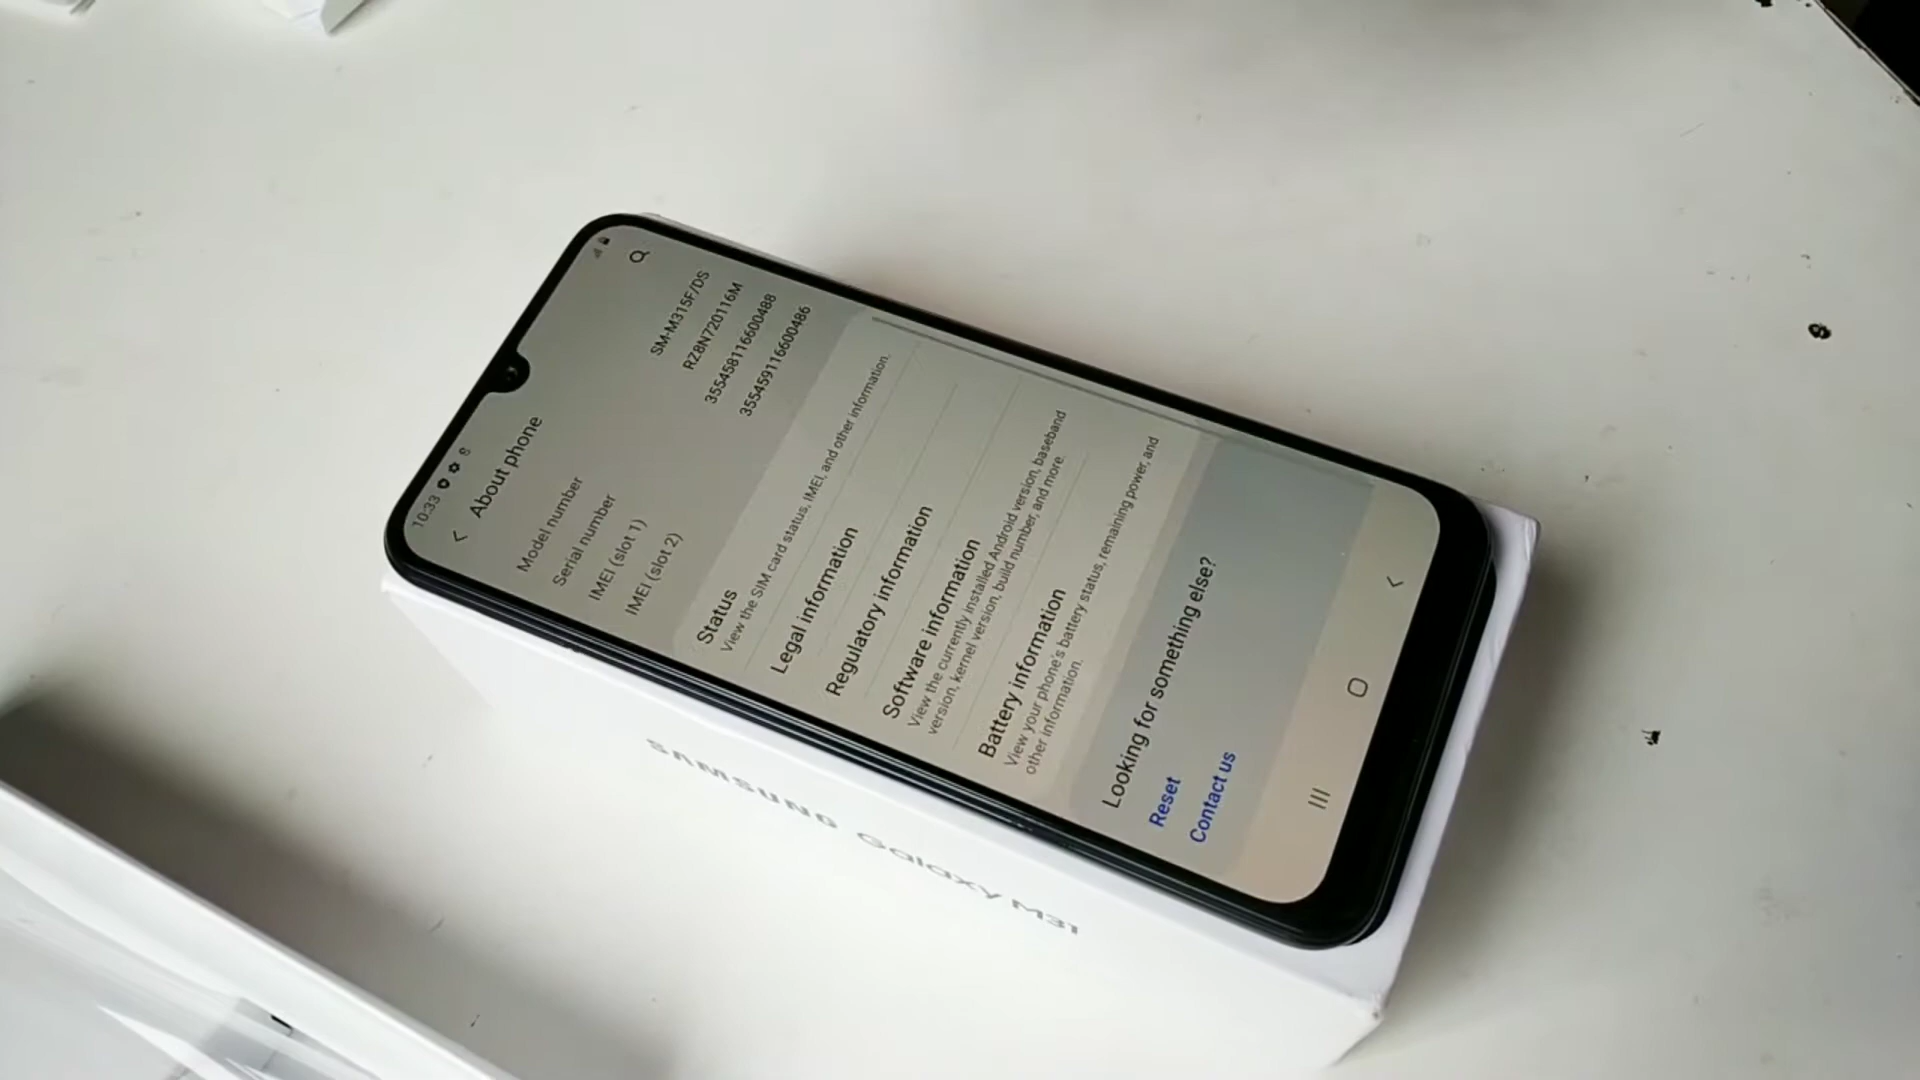 10:33
About phone
Model number SM-M315F/DS
Serial number RZ8N720116M
IMEI (slot 1) 355458116600488
IMEI (slot 2) 355459116600486
Status
View the SIM card status, IMEI, and other information.
Legal information
Regulatory information
Software information
View the currently installed Android version, baseband
version, kernel version, build number, and more.
Battery information
View your phone's battery status, remaining power, and
other information.
Looking for something else?
Reset
Contact us
SAMSUNG Galaxy M31